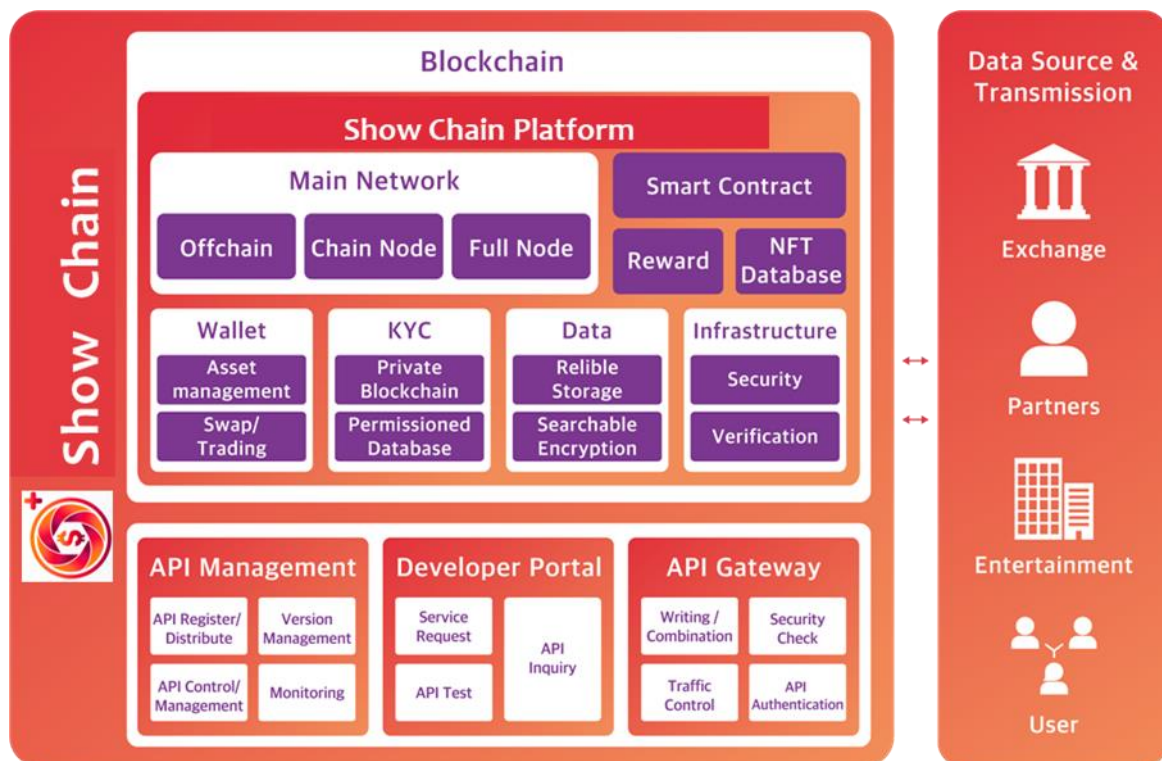 Show Chain
Blockchain
Show Chain Platform
Main Network
Offchain
Chain Node
Full Node
Smart Contract
Reward
NFT
Database
Wallet
Asset
management
Swap/
Trading
KYC
Private
Blockchain
Permissioned
Database
Data
Relible
Storage
Searchable
Encryption
Infrastructure
Security
Verification
API Management
API Register/
Distribute
Version
Management
API Control/
Management
Monitoring
Developer Portal
Service
Request
API Test
API
Inquiry
API Gateway
Writing /
Combination
Security
Check
Traffic
Control
API
Authentication
Data Source &
Transmission
Exchange
Partners
Entertainment
User